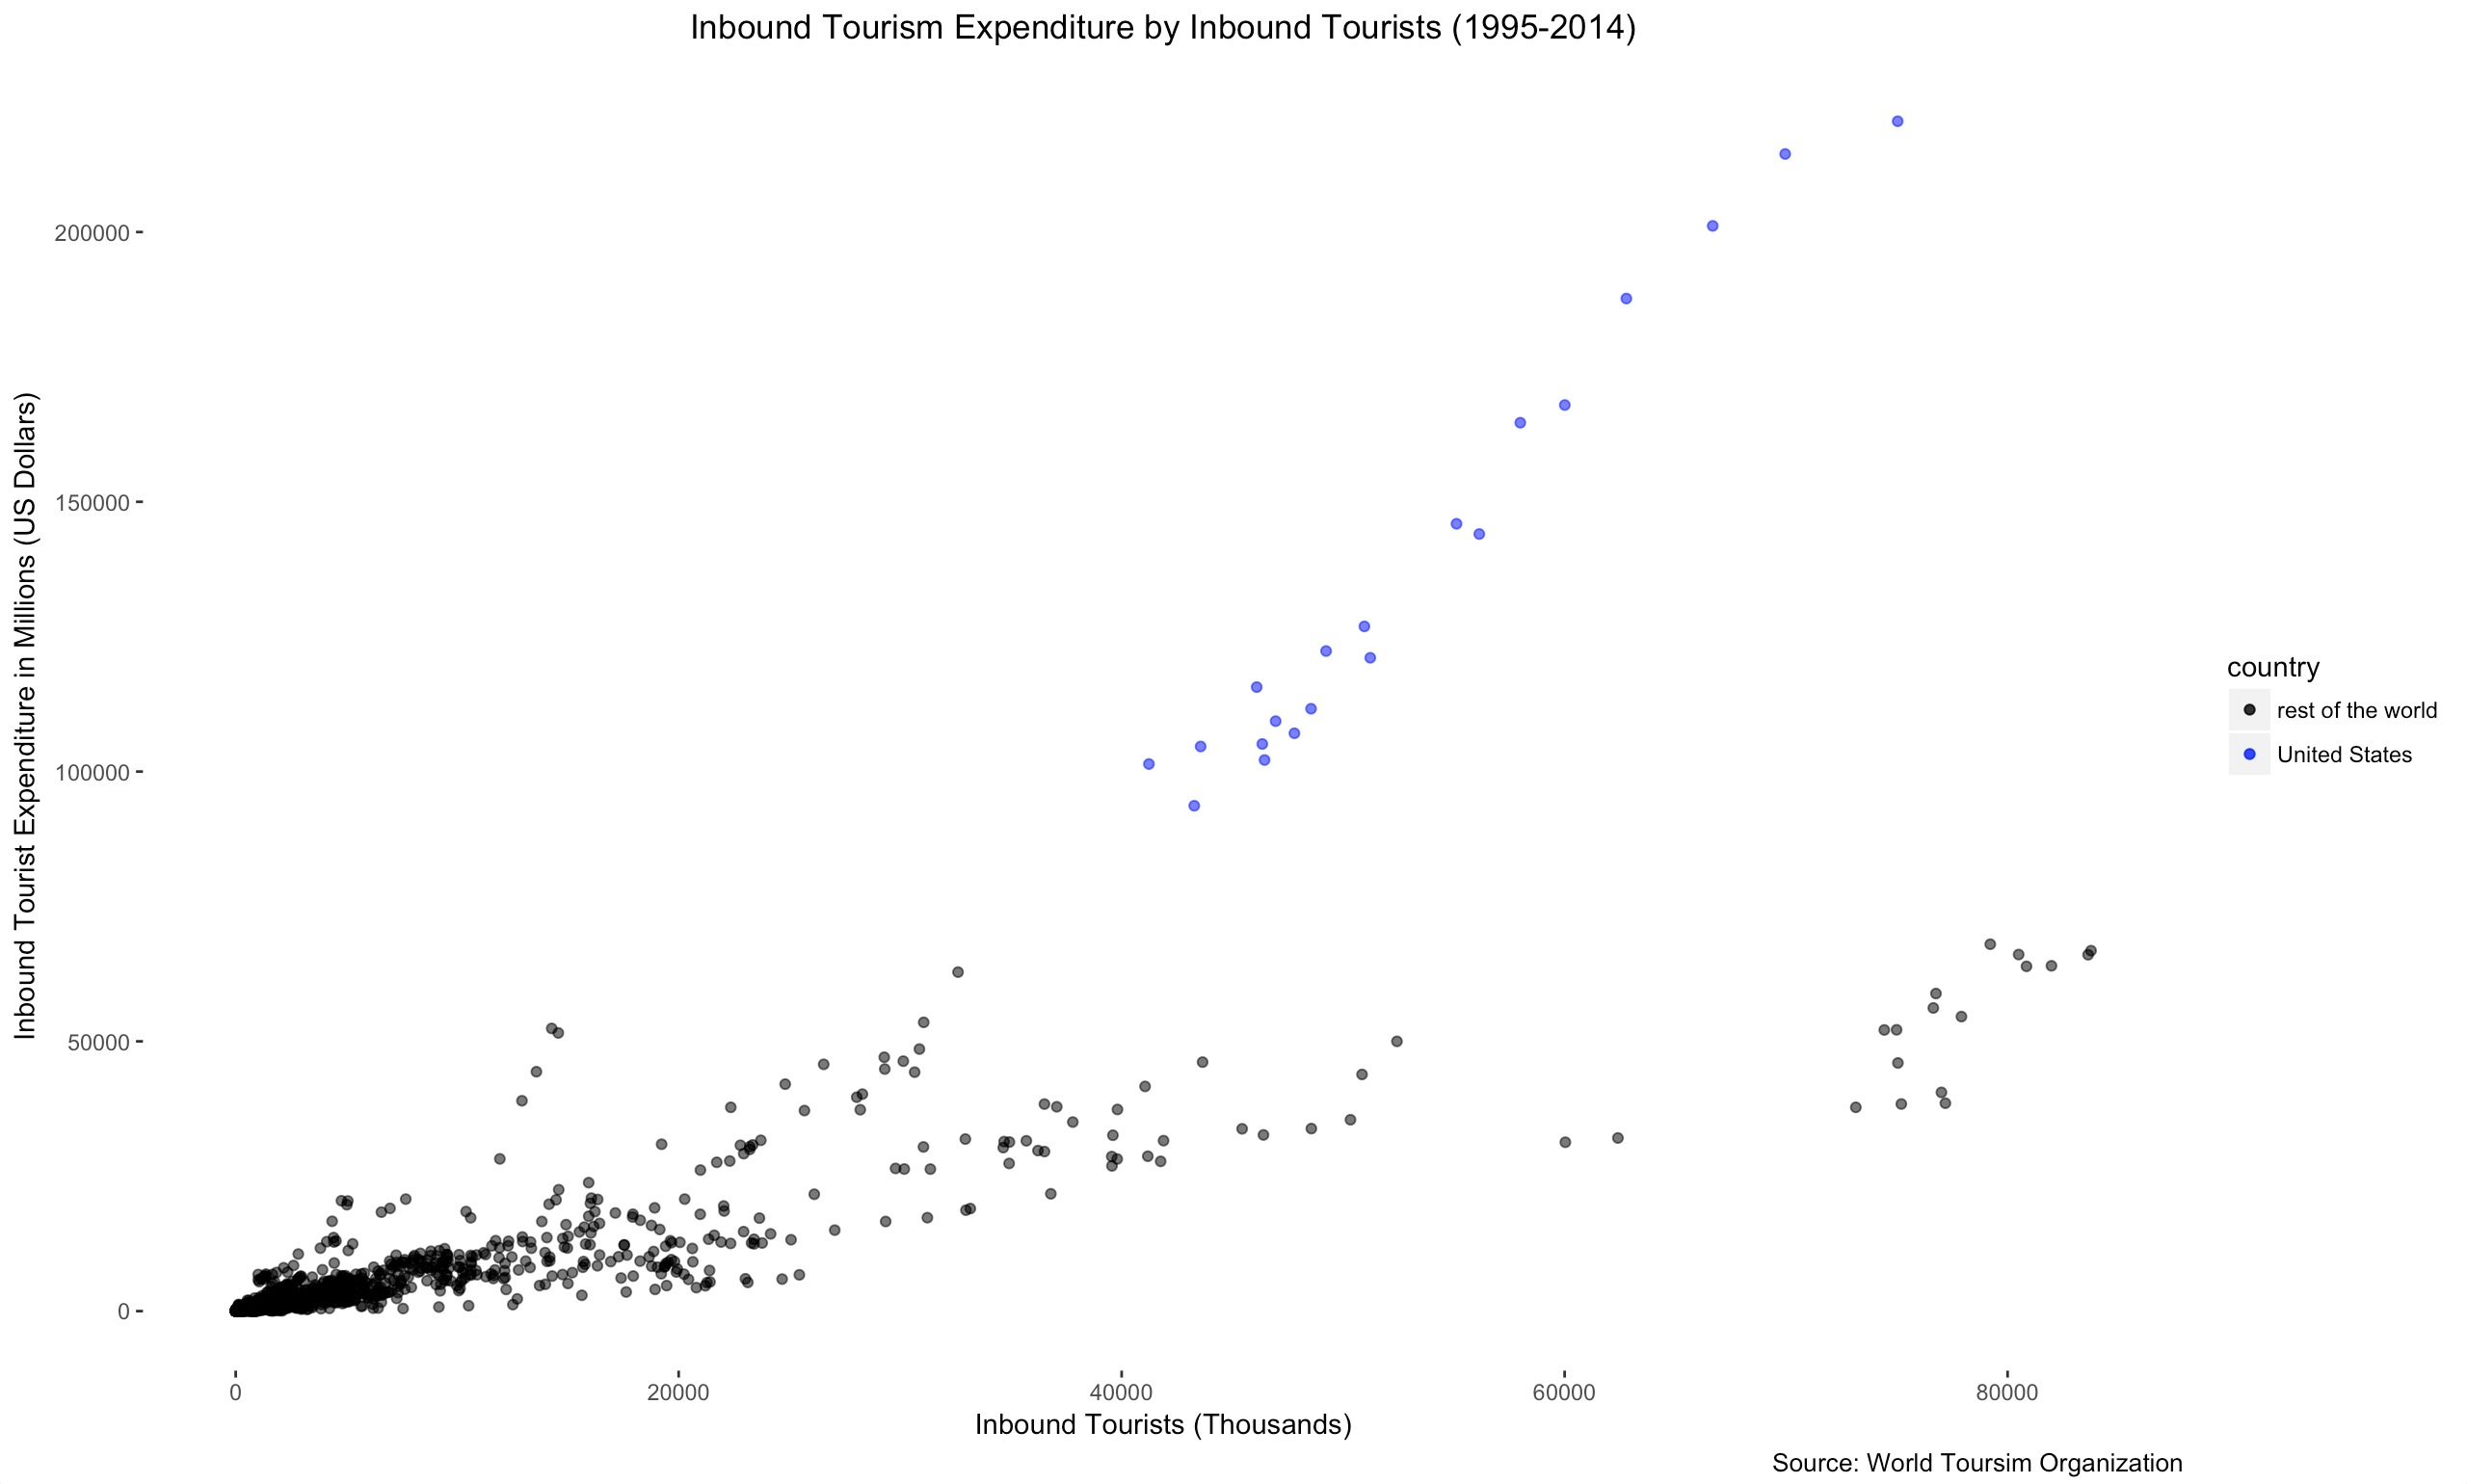 Inbound Tourism Expenditure by Inbound Tourists (1995-2014)
Inbound Tourist Expenditure in Millions (US Dollars)
200000
150000
100000
50000
0
0 20000 40000 60000 80000
Inbound Tourists (Thousands)
country
rest of the world
United States
Source: World Toursim Organization